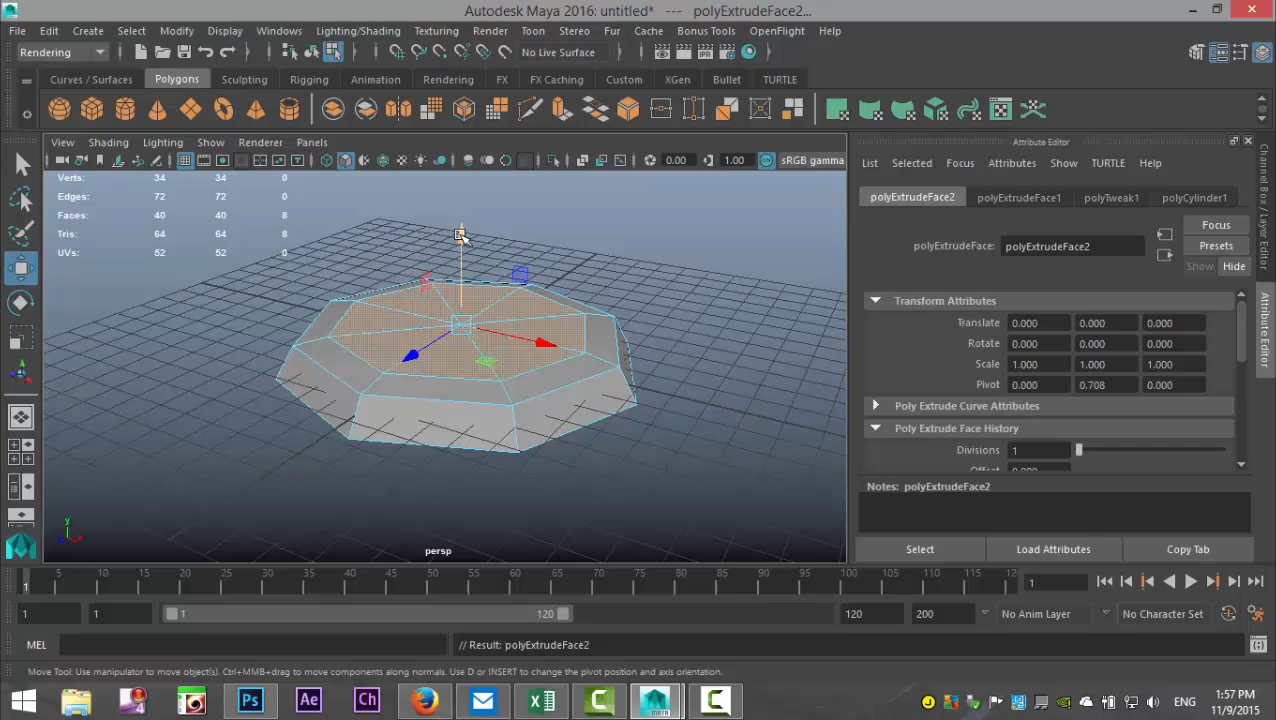 Autodesk Maya 2016: untitled* --- polyExtrudeFace2...
File Edit Create Select Modify Display Windows Lighting/Shading Texturing Render Toon Stereo Fur Cache Bonus Tools OpenFlight Help
Rendering No Live Surface
Curves / Surfaces Polygons Sculpting Rigging Animation Rendering FX FX Caching Custom XGen Bullet TURTLE
Attribute Editor
View Shading Lighting Show Renderer Panels
List Selected Focus Attributes Show TURTLE Help
0.00 1.00 sRGB gamma
Verts: 34 34 0
Edges: 72 72 0
Faces: 40 40 8
Tris: 64 64 8
UVs: 52 52 0
polyExtrudeFace2 polyExtrudeFace1 polyTweak1 polyCylinder1
Focus
polyExtrudeFace: polyExtrudeFace2 Presets
Show Hide
Transform Attributes
Translate 0.000 0.000 0.000
Rotate 0.000 0.000 0.000
Scale 1.000 1.000 1.000
Pivot 0.000 0.708 0.000
Poly Extrude Curve Attributes
Poly Extrude Face History
Divisions 1
Offset 0.000
Notes: polyExtrudeFace2
Select Load Attributes Copy Tab
Channel Box / Layer Editor
Attribute Editor
y
persp
1 5 10 15 20 25 30 35 40 45 50 55 60 65 70 75 80 85 90 95 100 105 110 115 12 1
1 1 1 120 120 200 No Anim Layer No Character Set
MEL // Result: polyExtrudeFace2
Move Tool: Use manipulator to move object(s). Ctrl+MMB+drag to move components along normals. Use D or INSERT to change the pivot position and axis orientation.
Ps Ae Ch
1:57 PM
11/9/2015